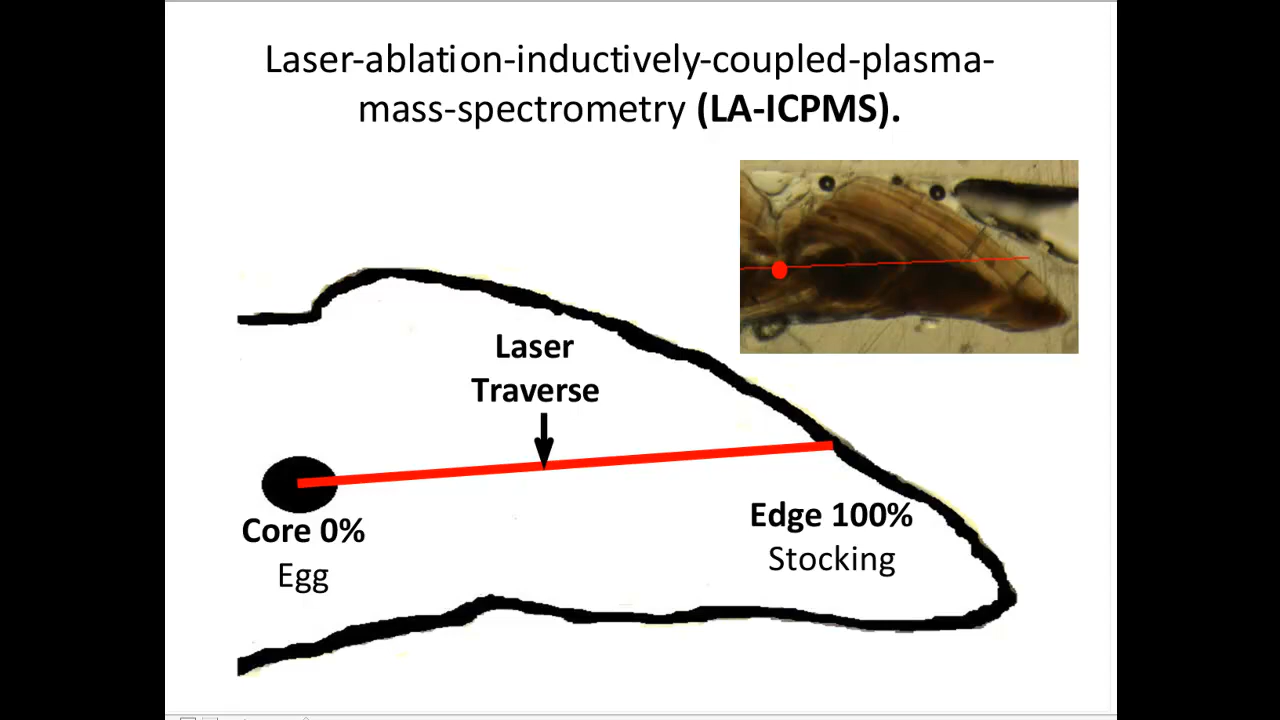 Laser-ablation-inductively-coupled-plasma-
mass-spectrometry (LA-ICPMS).
Laser
Traverse
Core 0%
Egg
Edge 100%
Stocking